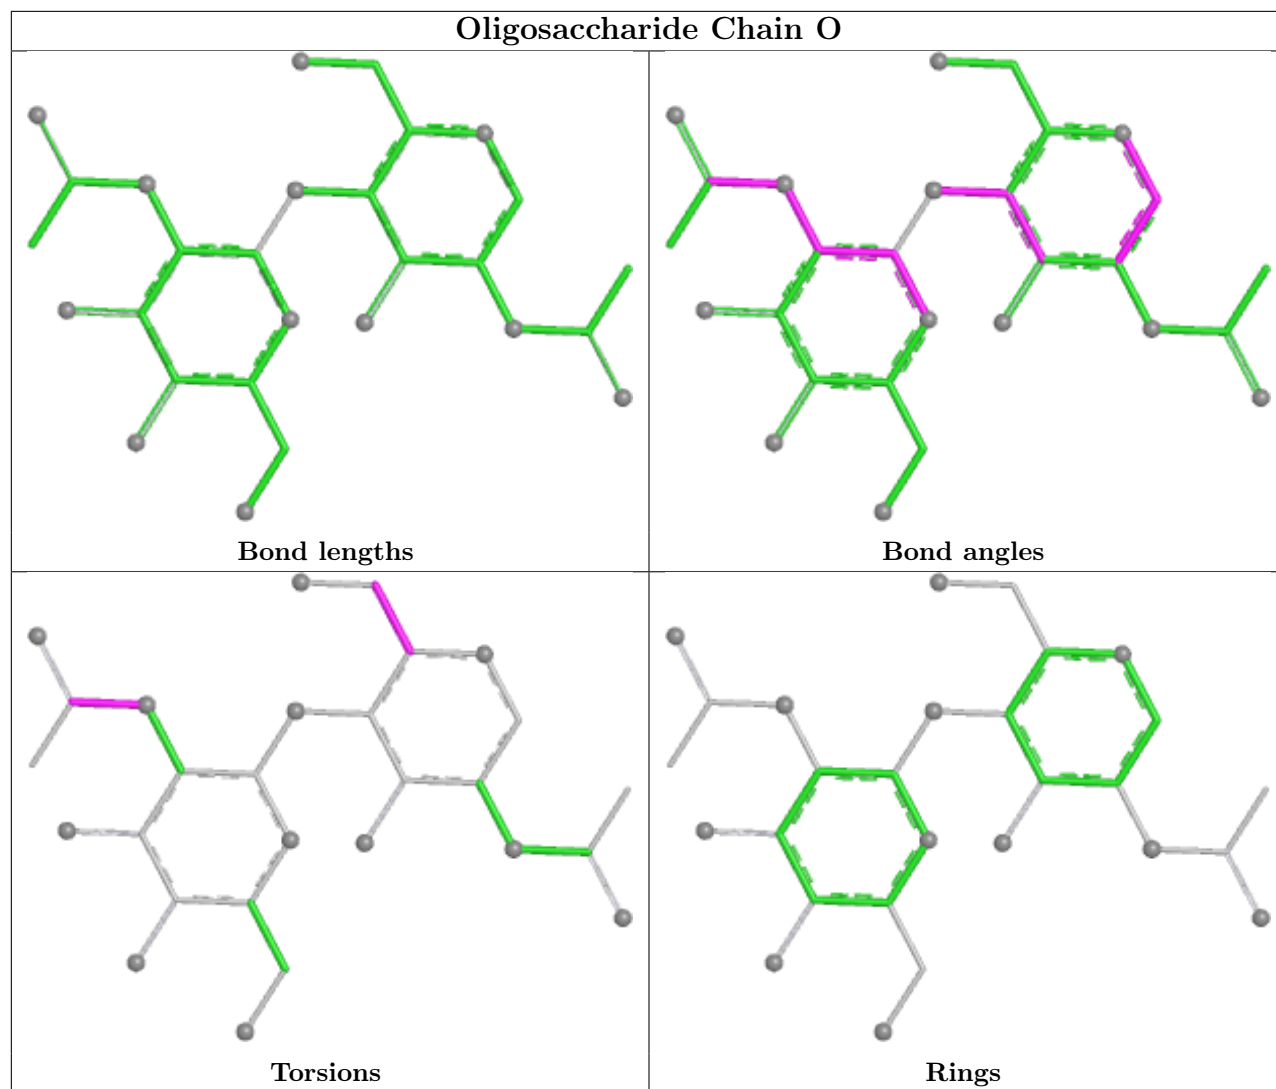 Oligosaccharide Chain O
Bond lengths
Bond angles
Torsions
Rings